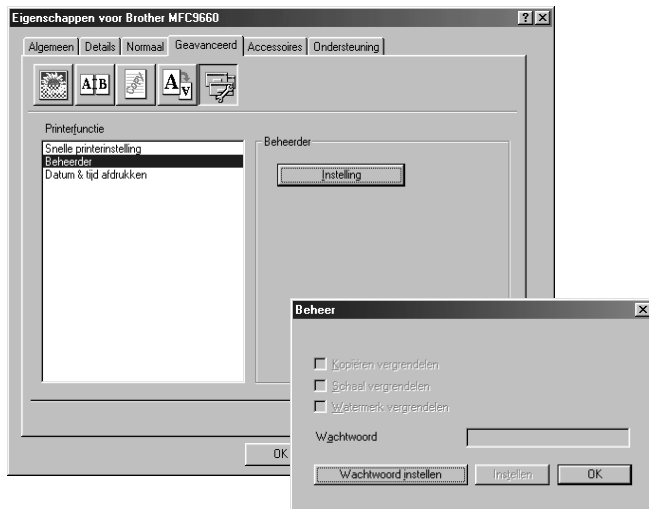 Eigenschappen voor Brother MFC9660
Algemeen Details Normaal Geavanceerd Accessoires Ondersteuning
A B
A A
Printerfunctie
Snelle printerinstelling
Beheerder
Datum & tijd afdrukken
Beheerder
Instelling
OK
Beheer
Kopiëren vergrendelen
Schaal vergrendelen
Watermerk vergrendelen
Wachtwoord
Wachtwoord instellen Instellen OK